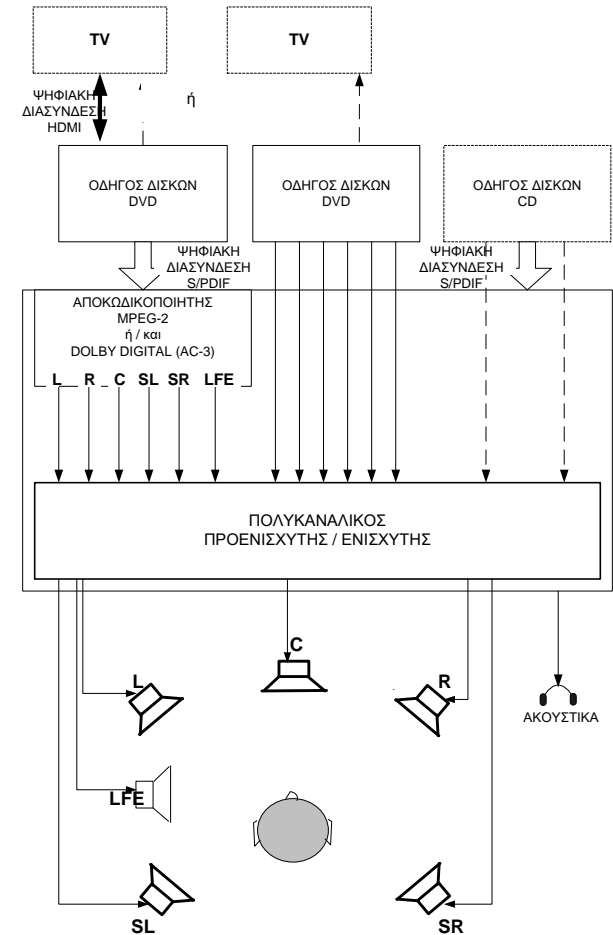 TV
TV
ΨΗΦΙΑΚΗ
ΔΙΑΣΥΝΔΕΣΗ
HDMI
ή
ΟΔΗΓΟΣ ΔΙΣΚΩΝ
DVD
ΟΔΗΓΟΣ ΔΙΣΚΩΝ
DVD
ΟΔΗΓΟΣ ΔΙΣΚΩΝ
CD
ΨΗΦΙΑΚΗ
ΔΙΑΣΥΝΔΕΣΗ
S/PDIF
ΨΗΦΙΑΚΗ
ΔΙΑΣΥΝΔΕΣΗ
S/PDIF
ΑΠΟΚΩΔΙΚΟΠΟΙΗΤΗΣ
MPEG-2
ή / και
DOLBY DIGITAL (AC-3)
L R C SL SR LFE
ΠΟΛΥΚΑΝΑΛΙΚΟΣ
ΠΡΟΕΝΙΣΧΥΤΗΣ / ΕΝΙΣΧΥΤΗΣ
C
L
R
ΑΚΟΥΣΤΙΚΑ
LFE
SL
SR